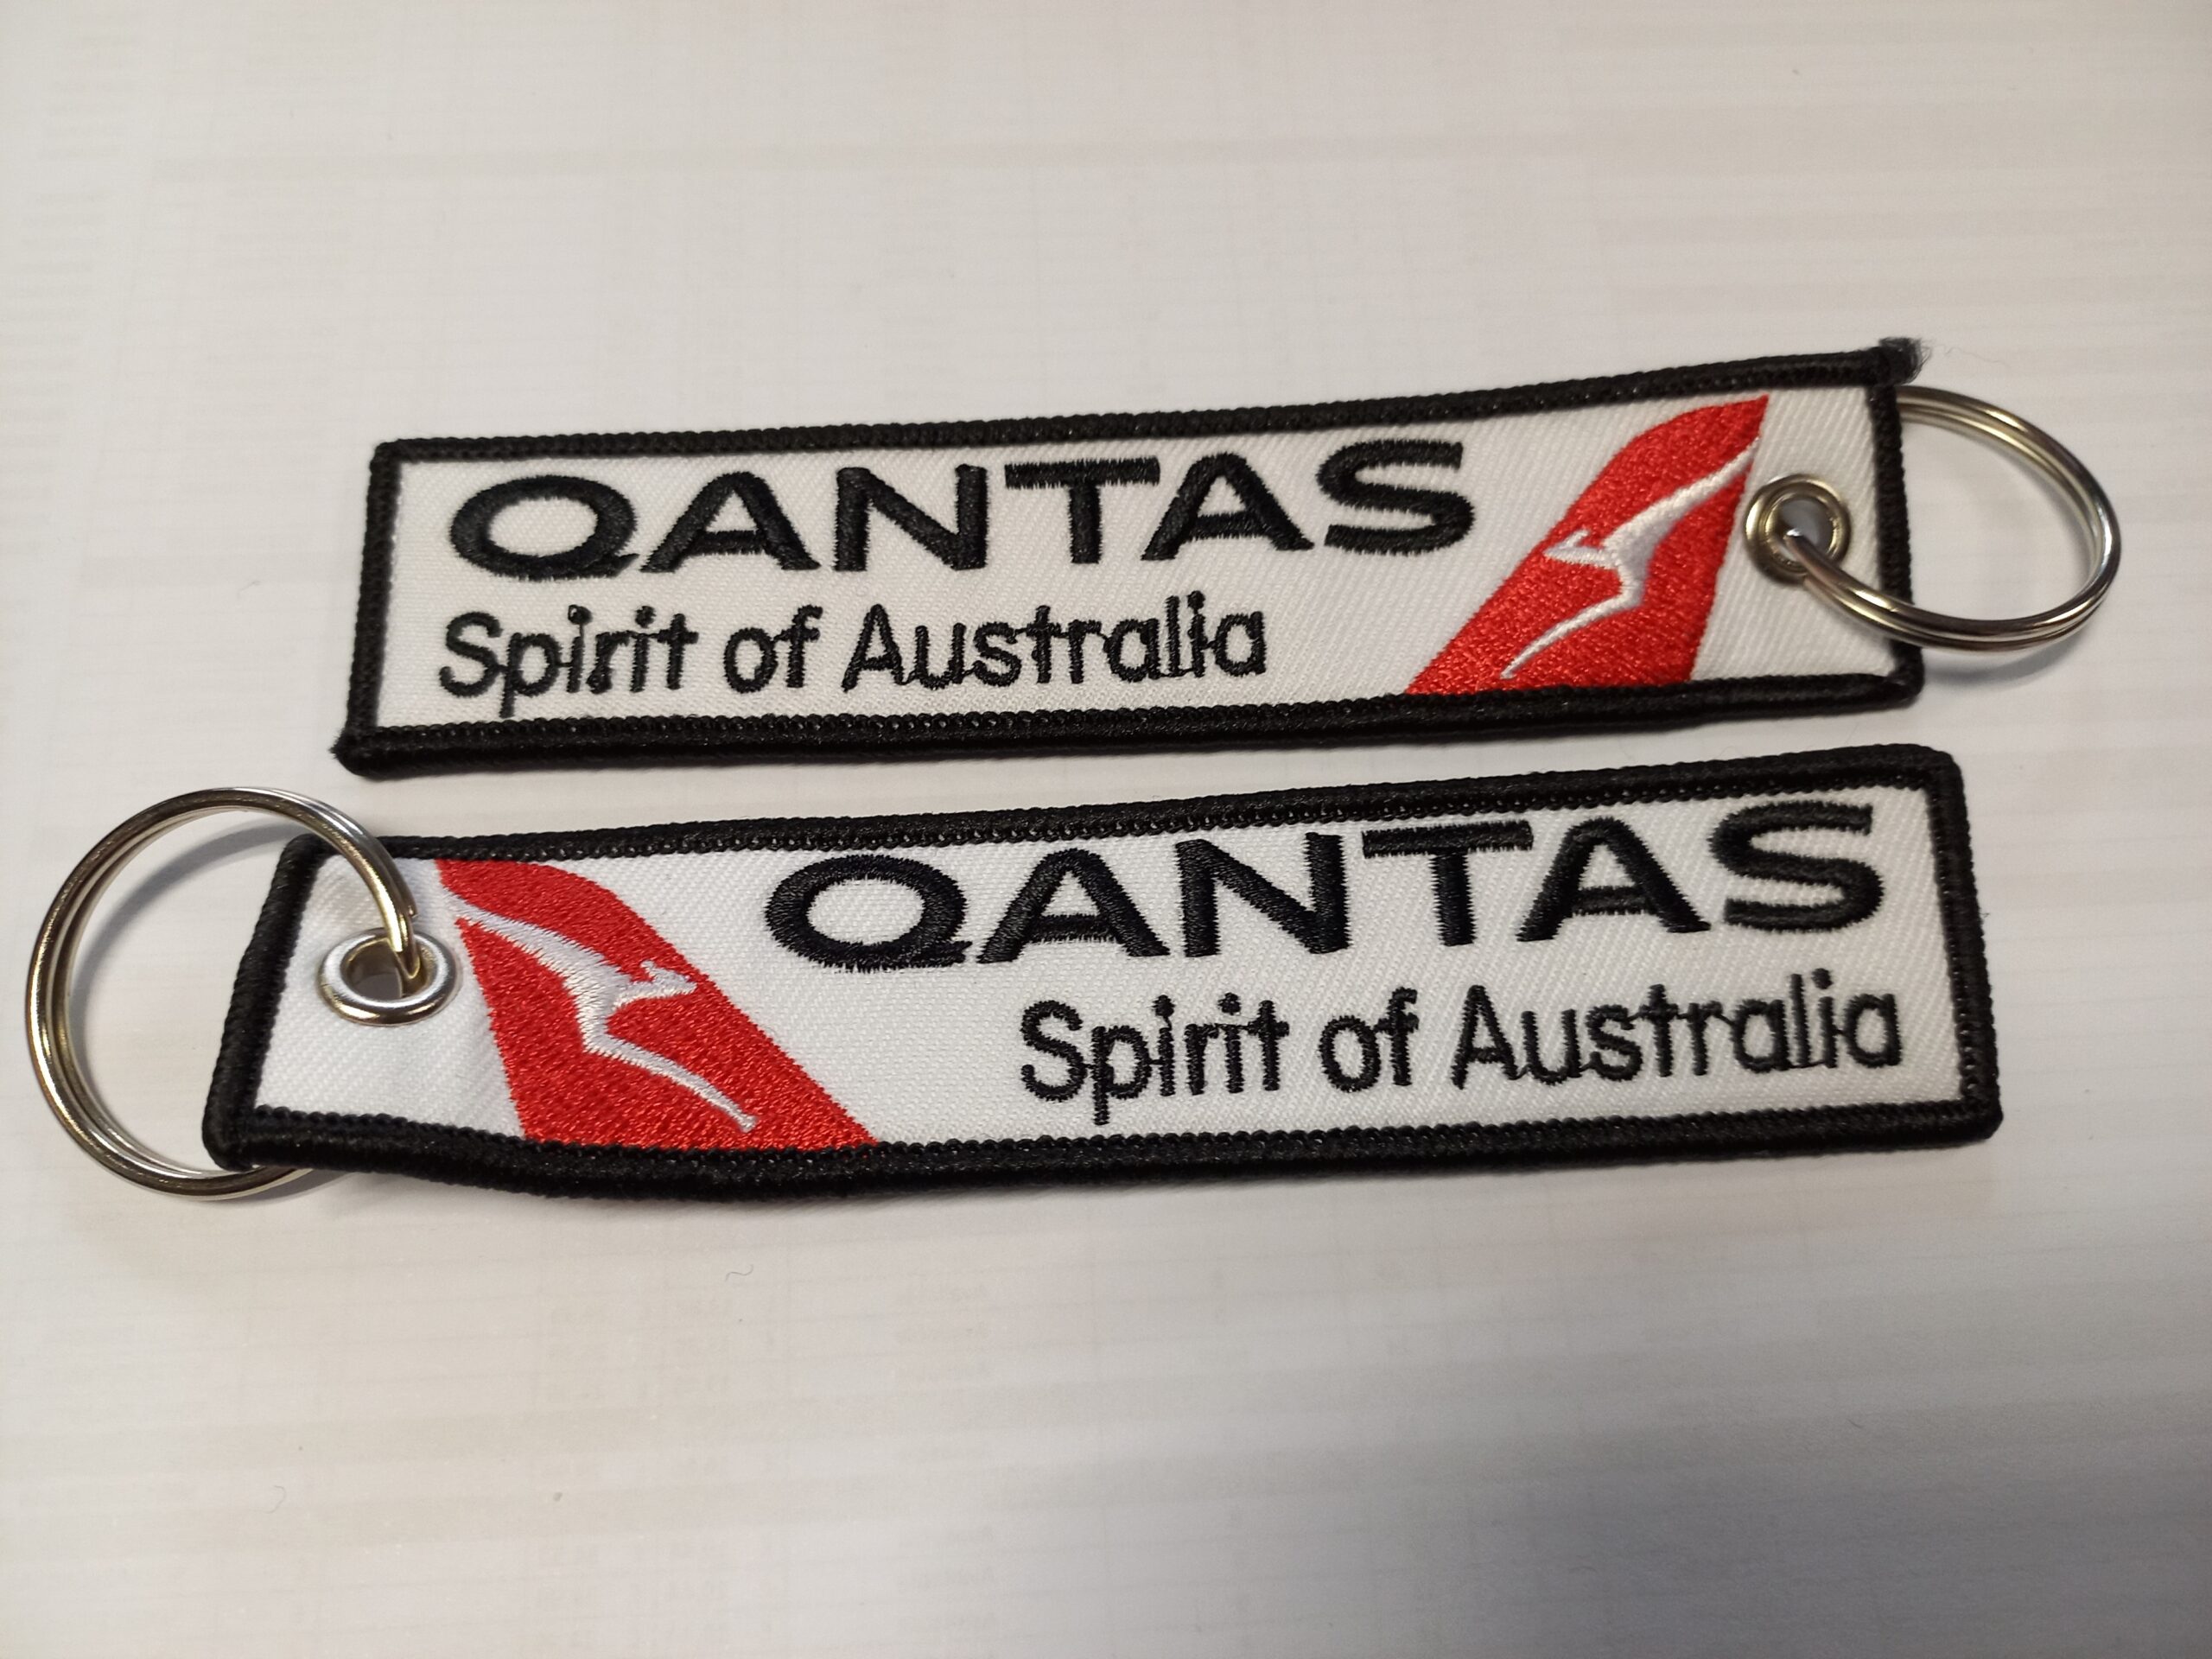 QANTAS
Spirit of Australia
QANTAS
Spirit of Australia